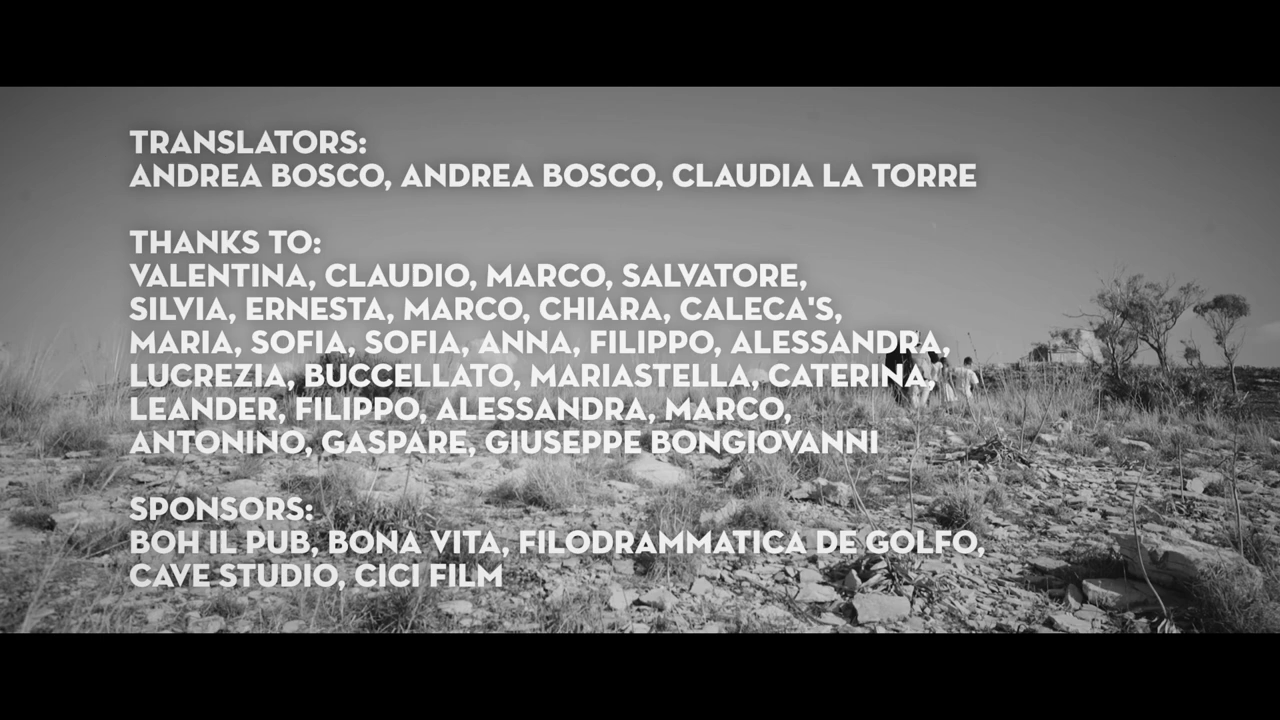 TRANSLATORS:
ANDREA BOSCO, ANDREA BOSCO, CLAUDIA LA TORRE
THANKS TO:
VALENTINA, CLAUDIO, MARCO, SALVATORE,
SILVIA, ERNESTA, MARCO, CHIARA, CALECA'S,
MARIA, SOFIA, SOFIA, ANNA, FILIPPO, ALESSANDRA,
LUCREZIA, BUCCELLATO, MARIASTELLA, CATERINA,
LEANDER, FILIPPO, ALESSANDRA, MARCO,
ANTONINO, GASPARE, GIUSEPPE BONGIOVANNI
SPONSORS:
BOH IL PUB, BONA VITA, FILODRAMMATICA DE GOLFO,
CAVE STUDIO, CICI FILM